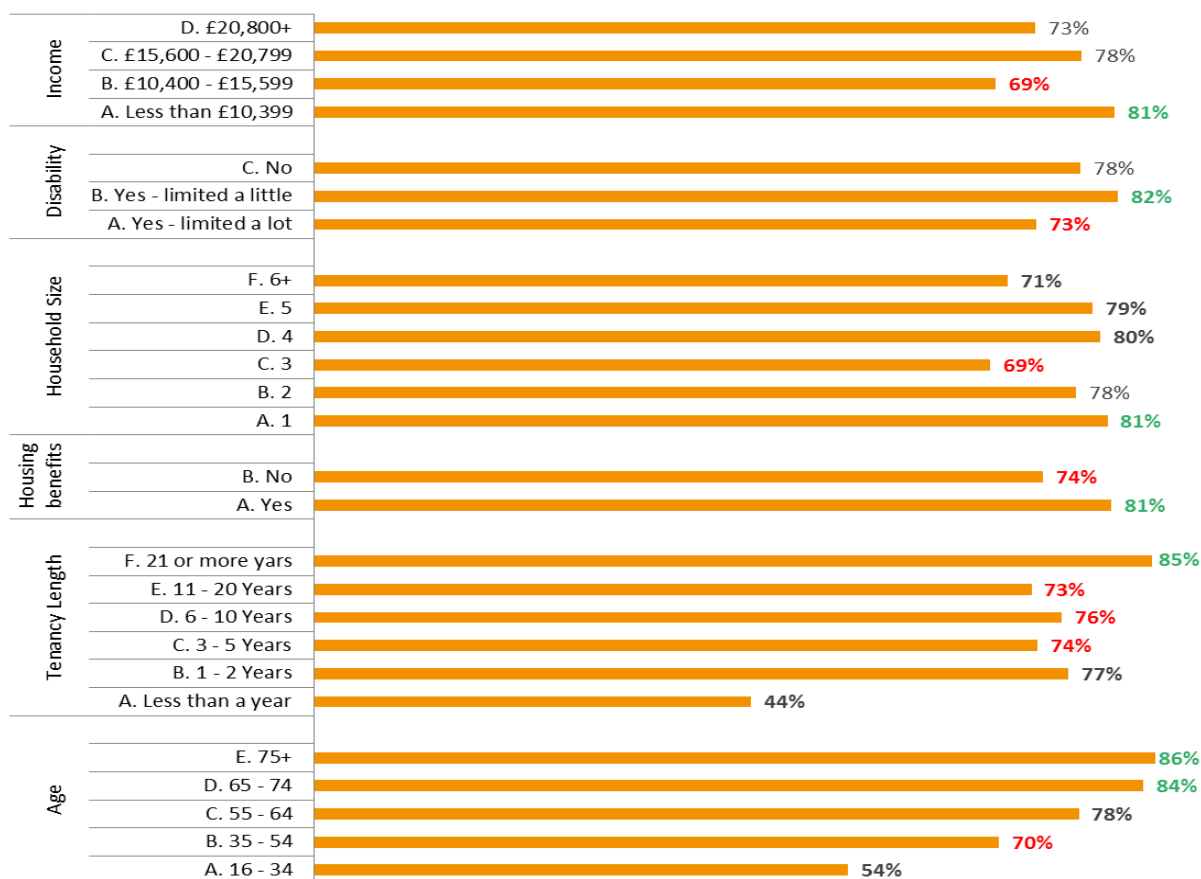 Income
D. £20,800+ 73%
C. £15,600 - £20,799 78%
B. £10,400 - £15,599 69%
A. Less than £10,399 81%
Disability
C. No 78%
B. Yes - limited a little 82%
A. Yes - limited a lot 73%
Household Size
F. 6+ 71%
E. 5 79%
D. 4 80%
C. 3 69%
B. 2 78%
A. 1 81%
Housing
benefits
B. No 74%
A. Yes 81%
Tenancy Length
F. 21 or more yars 85%
E. 11 - 20 Years 73%
D. 6 - 10 Years 76%
C. 3 - 5 Years 74%
B. 1 - 2 Years 77%
A. Less than a year 44%
Age
E. 75+ 86%
D. 65 - 74 84%
C. 55 - 64 78%
B. 35 - 54 70%
A. 16 - 34 54%